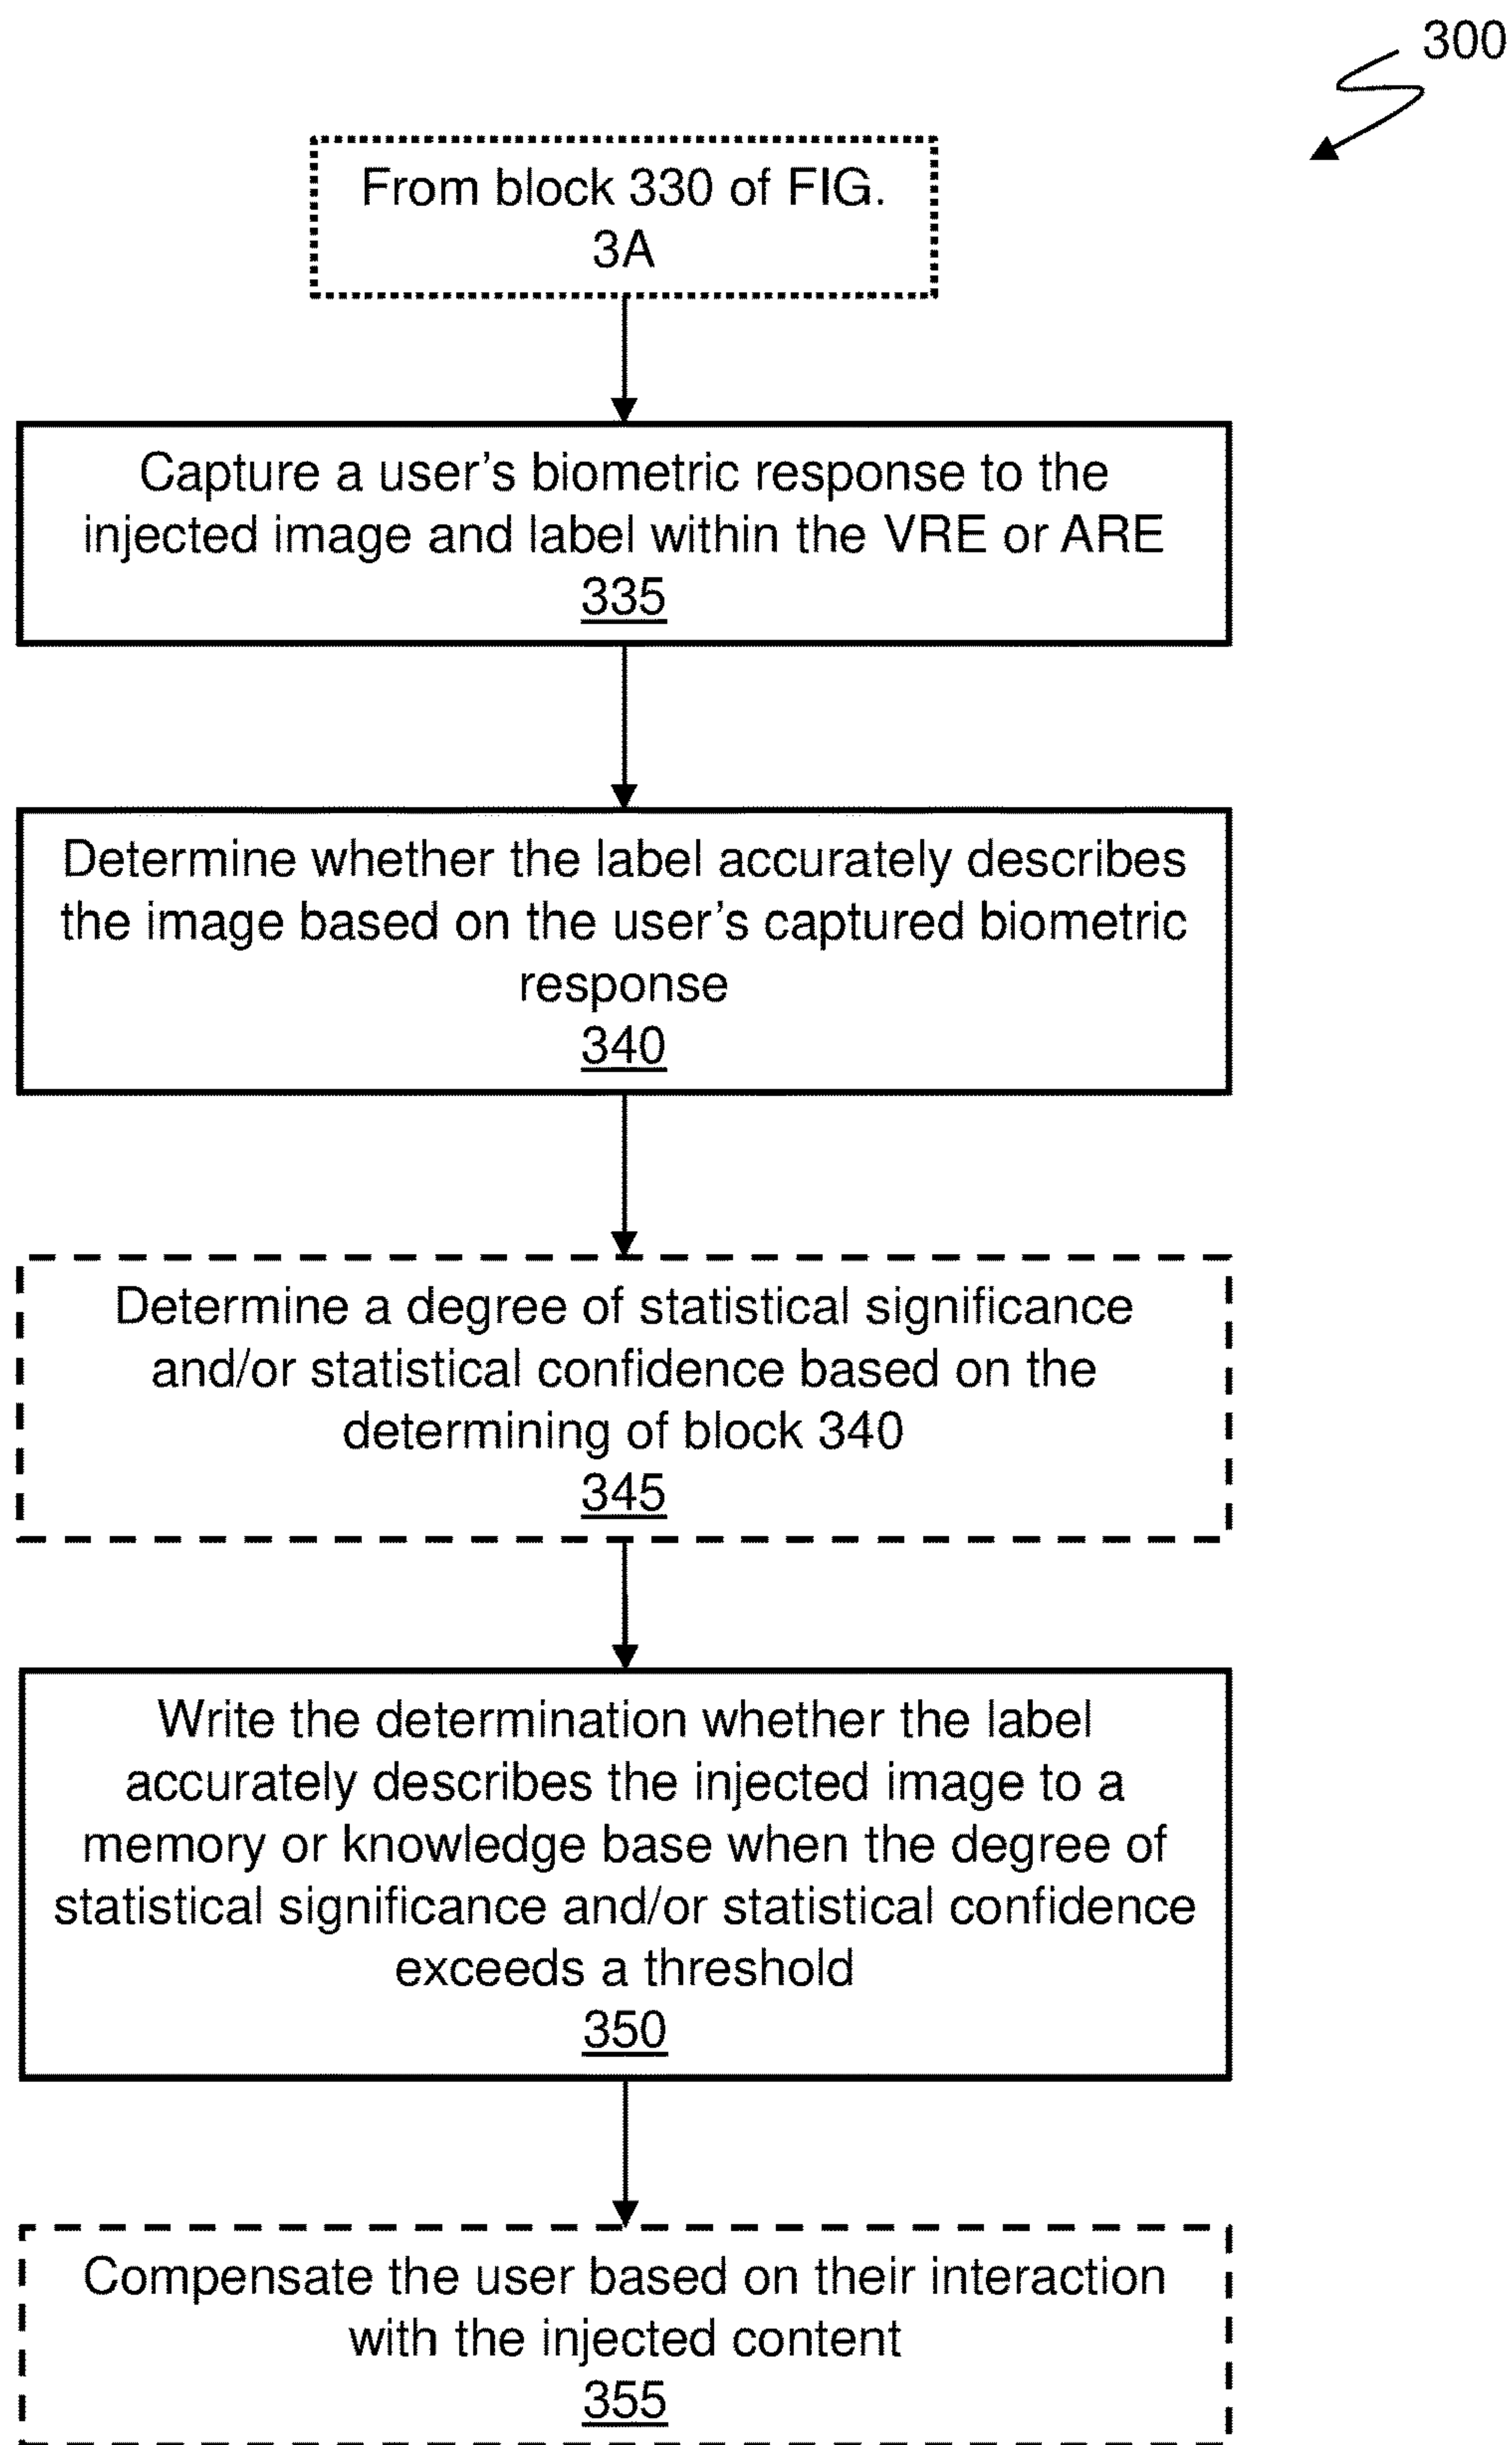 300
From block 330 of FIG.
3A
Capture a user's biometric response to the
injected image and label within the VRE or ARE
335
Determine whether the label accurately describes
the image based on the user's captured biometric
response
340
Determine a degree of statistical significance
and/or statistical confidence based on the
determining of block 340
345
Write the determination whether the label
accurately describes the injected image to a
memory or knowledge base when the degree of
statistical significance and/or statistical confidence
exceeds a threshold
350
Compensate the user based on their interaction
with the injected content
355